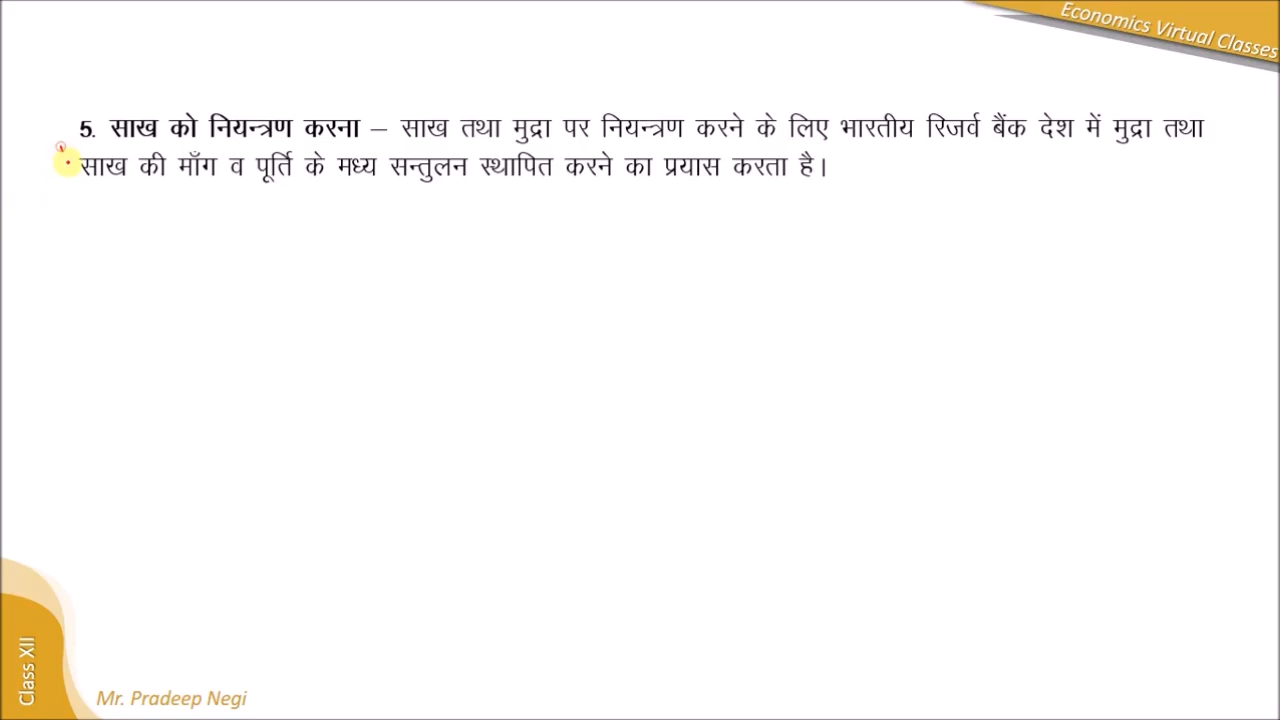 Economics Virtual Classes
5. साख को नियन्त्रण करना – साख तथा मुद्रा पर नियन्त्रण करने के लिए भारतीय रिजर्व बैंक देश में मुद्रा तथा
साख की माँग व पूर्ति के मध्य सन्तुलन स्थापित करने का प्रयास करता है।
Class XII
Mr. Pradeep Negi